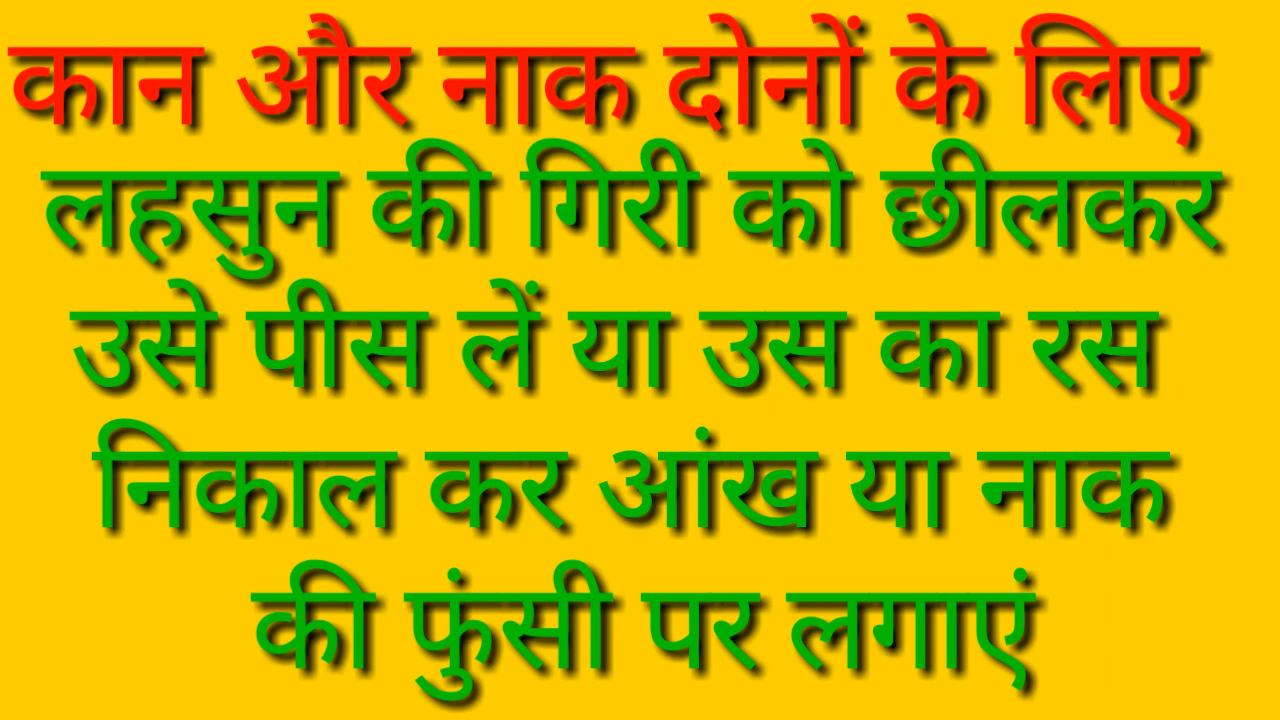 कान और नाक दोनों के लिए
लहसुन की गिरी को छीलकर
उसे पीस लें या उस का रस
निकाल कर आंख या नाक
की फुंसी पर लगाएं